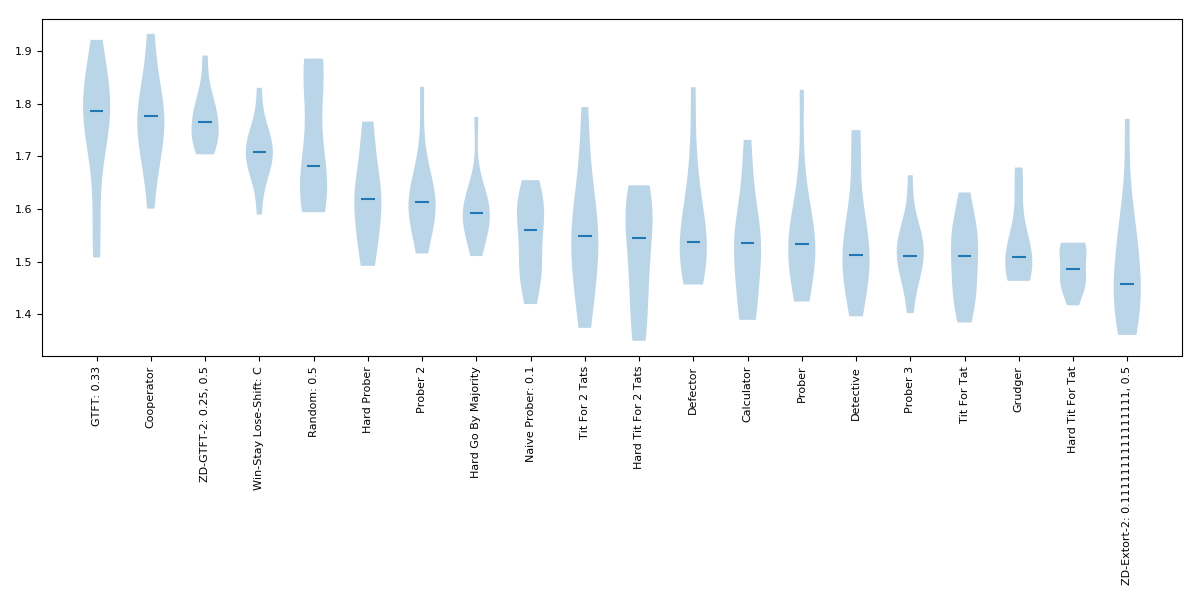 1.9
1.8
1.7
1.6
1.5
1.4
GTFT: 0.33
Cooperator
ZD-GTFT-2: 0.25, 0.5
Win-Stay Lose-Shift: C
Random: 0.5
Hard Prober
Prober 2
Hard Go By Majority
Naive Prober: 0.1
Tit For 2 Tats
Hard Tit For 2 Tats
Defector
Calculator
Prober
Detective
Prober 3
Tit For Tat
Grudger
Hard Tit For Tat
ZD-Extort-2: 0.1111111111111111, 0.5